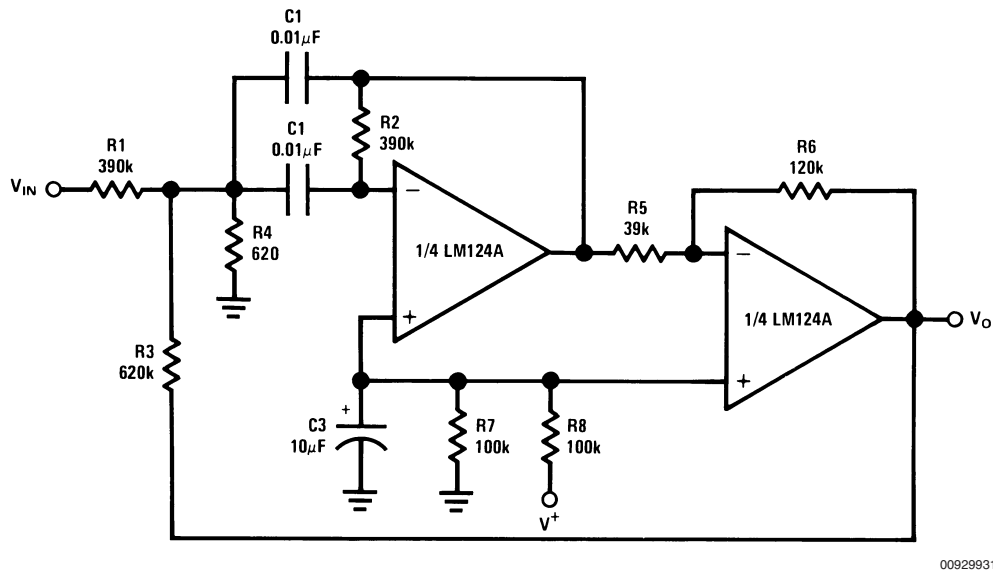 C1
0.01μF
C1
0.01μF
R2
390k
R1
390k
VIN
R4
620
−
1/4 LM124A
+
R5
39k
R6
120k
−
1/4 LM124A
+
VO
R3
620k
+
C3
10μF
R7
100k
R8
100k
V+
00929931